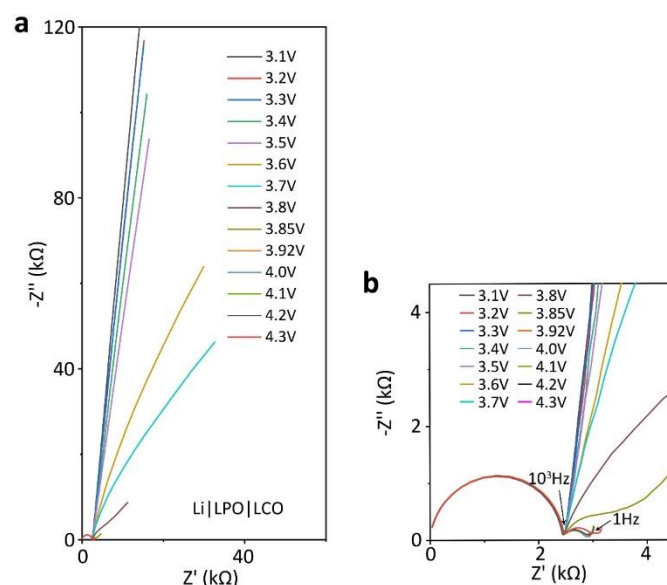 a
120
80
40
0
-Z″ (kΩ)
3.1V
3.2V
3.3V
3.4V
3.5V
3.6V
3.7V
3.8V
3.85V
3.92V
4.0V
4.1V
4.2V
4.3V
Li|LPO|LCO
0 40
Z′ (kΩ)
b
4
2
0
-Z″ (kΩ)
3.1V 3.8V
3.2V 3.85V
3.3V 3.92V
3.4V 4.0V
3.5V 4.1V
3.6V 4.2V
3.7V 4.3V
10³Hz
1Hz
0 2 4
Z′ (kΩ)